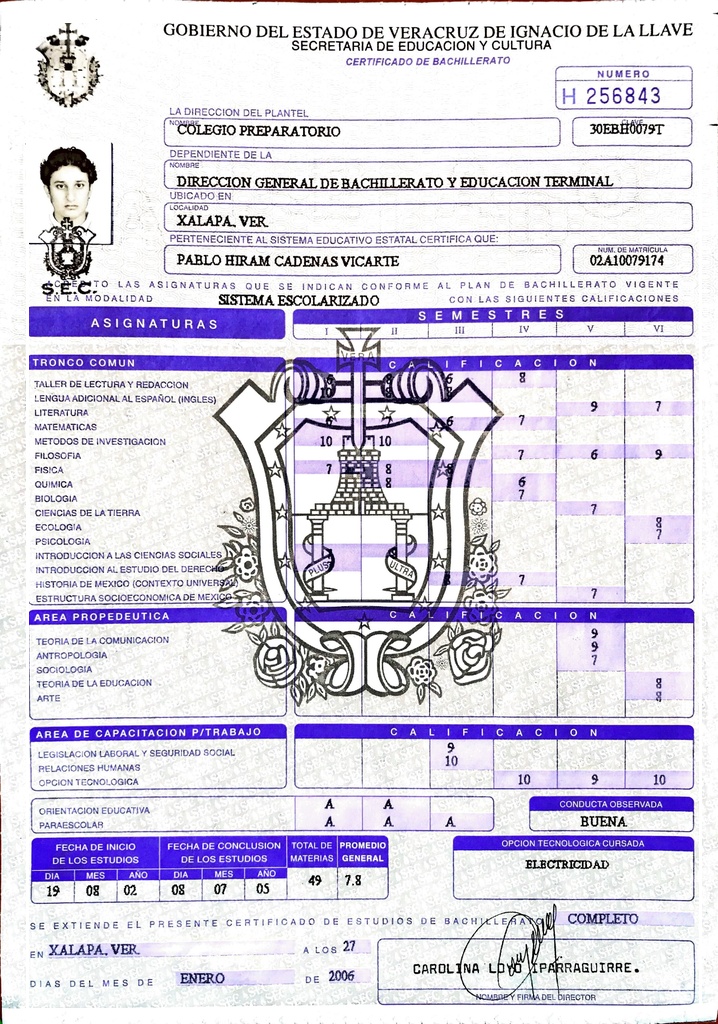 GOBIERNO DEL ESTADO DE VERACRUZ DE IGNACIO DE LA LLAVE
SECRETARIA DE EDUCACION Y CULTURA
CERTIFICADO DE BACHILLERATO
NUMERO
H 256843
LA DIRECCION DEL PLANTEL
NOMBRE
COLEGIO PREPARATORIO
CLAVE
30EBH0079T
DEPENDIENTE DE LA
NOMBRE
DIRECCION GENERAL DE BACHILLERATO Y EDUCACION TERMINAL
UBICADO EN
LOCALIDAD
XALAPA, VER.
PERTENECIENTE AL SISTEMA EDUCATIVO ESTATAL CERTIFICA QUE:
PABLO HIRAM CADENAS VICARTE
NUM. DE MATRICULA
02A10079174
S.E.C.
LAS ASIGNATURAS QUE SE INDICAN CONFORME AL PLAN DE BACHILLERATO VIGENTE
EN LA MODALIDAD SISTEMA ESCOLARIZADO CON LAS SIGUIENTES CALIFICACIONES
ASIGNATURAS
SEMESTRES
I II III IV V VI
TRONCO COMUN
CALIFICACION
VERA
TALLER DE LECTURA Y REDACCION 8
LENGUA ADICIONAL AL ESPAÑOL (INGLES)
LITERATURA 9 7
MATEMATICAS 7
METODOS DE INVESTIGACION 10 10
FILOSOFIA 7 6 9
FISICA 7 8
QUIMICA 8 6
BIOLOGIA 7
CIENCIAS DE LA TIERRA 7
ECOLOGIA 8
PSICOLOGIA 7
INTRODUCCION A LAS CIENCIAS SOCIALES
INTRODUCCION AL ESTUDIO DEL DERECHO
PLUS ULTRA
HISTORIA DE MEXICO (CONTEXTO UNIVERSAL) 8 7
ESTRUCTURA SOCIOECONOMICA DE MEXICO 7
AREA PROPEDEUTICA
CALIFICACION
TEORIA DE LA COMUNICACION 9
ANTROPOLOGIA 9
SOCIOLOGIA 7
TEORIA DE LA EDUCACION 8
ARTE 8
AREA DE CAPACITACION P/TRABAJO
CALIFICACION
LEGISLACION LABORAL Y SEGURIDAD SOCIAL 9
RELACIONES HUMANAS 10
OPCION TECNOLOGICA 10 9 10
ORIENTACION EDUCATIVA A A
PARAESCOLAR A A A
CONDUCTA OBSERVADA
BUENA
FECHA DE INICIO DE LOS ESTUDIOS
DIA MES AÑO
19 08 02
FECHA DE CONCLUSION DE LOS ESTUDIOS
DIA MES AÑO
08 07 05
TOTAL DE MATERIAS
49
PROMEDIO GENERAL
7.8
OPCION TECNOLOGICA CURSADA
ELECTRICIDAD
SE EXTIENDE EL PRESENTE CERTIFICADO DE ESTUDIOS DE BACHILLERATO COMPLETO
EN XALAPA, VER. A LOS 27
DIAS DEL MES DE ENERO DE 2006
CAROLINA LOYO IPARRAGUIRRE.
NOMBRE Y FIRMA DEL DIRECTOR